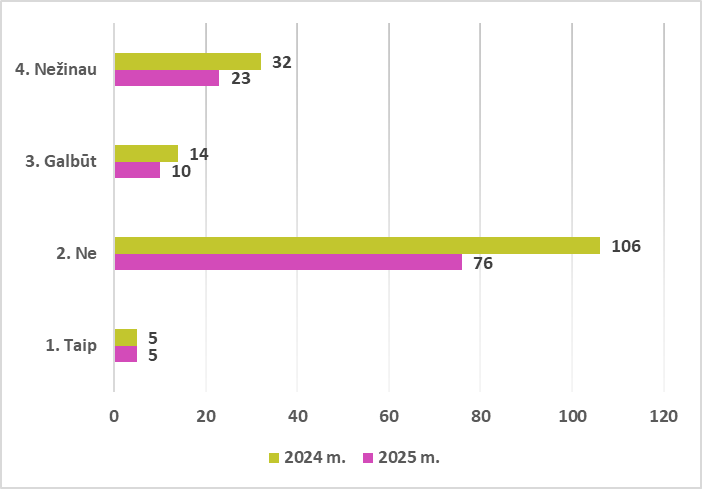 4. Nežinau 32
23
3. Galbūt 14
10
2. Ne 106
76
1. Taip 5
5
0 20 40 60 80 100 120
2024 m. 2025 m.